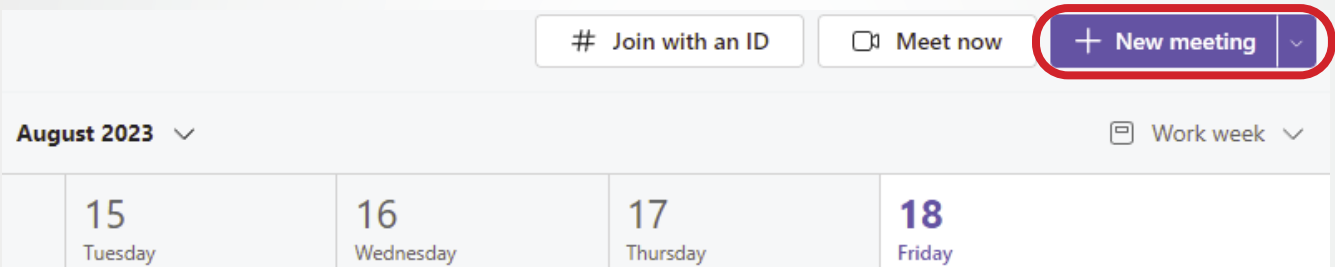 # Join with an ID
Meet now
+ New meeting
August 2023
Work week
15
Tuesday
16
Wednesday
17
Thursday
18
Friday